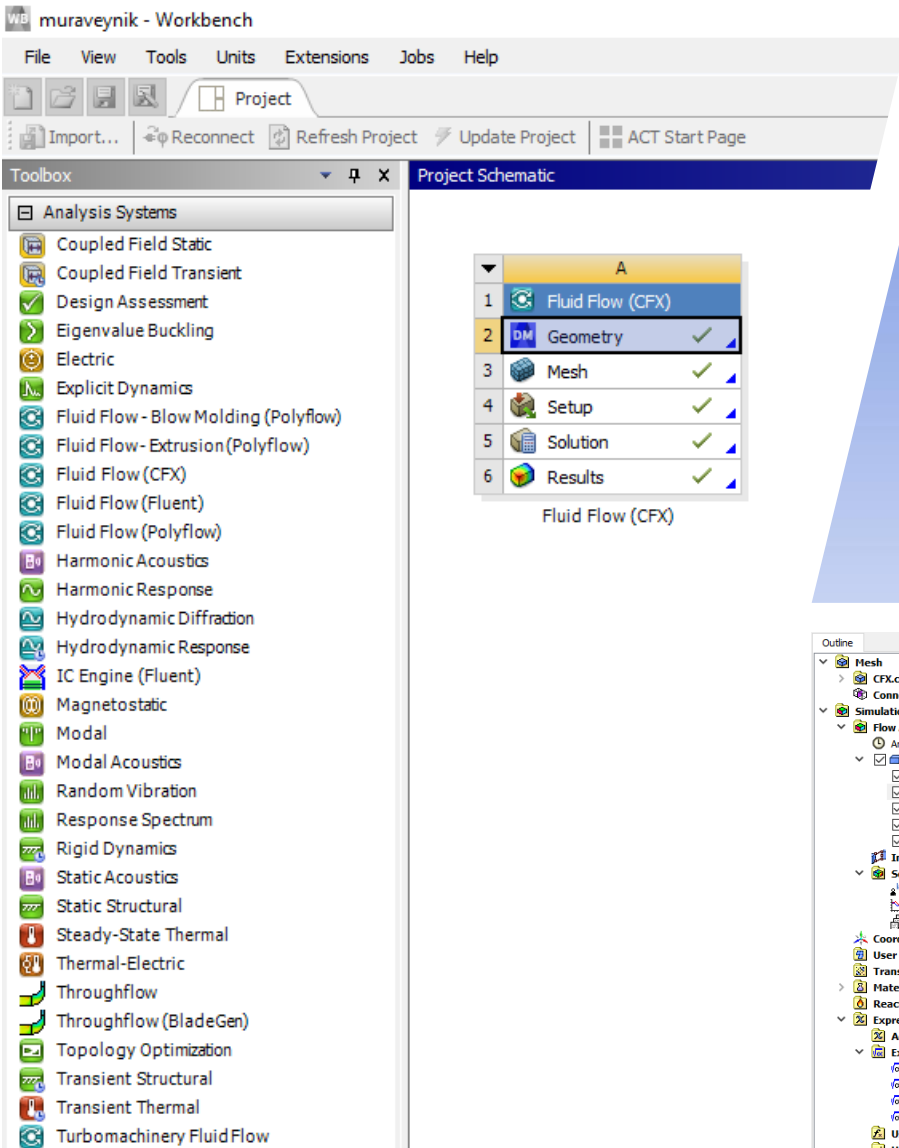 WB muraveynik - Workbench
File View Tools Units Extensions Jobs Help
Project
Import... Reconnect Refresh Project Update Project ACT Start Page
Toolbox
Project Schematic
Analysis Systems
Coupled Field Static
Coupled Field Transient
Design Assessment
Eigenvalue Buckling
Electric
Explicit Dynamics
Fluid Flow - Blow Molding (Polyflow)
Fluid Flow - Extrusion (Polyflow)
Fluid Flow (CFX)
Fluid Flow (Fluent)
Fluid Flow (Polyflow)
Harmonic Acoustics
Harmonic Response
Hydrodynamic Diffraction
Hydrodynamic Response
IC Engine (Fluent)
Magnetostatic
Modal
Modal Acoustics
Random Vibration
Response Spectrum
Rigid Dynamics
Static Acoustics
Static Structural
Steady-State Thermal
Thermal-Electric
Throughflow
Throughflow (BladeGen)
Topology Optimization
Transient Structural
Transient Thermal
Turbomachinery Fluid Flow
A
1 Fluid Flow (CFX)
2 DM Geometry
3 Mesh
4 Setup
5 Solution
6 Results
Fluid Flow (CFX)
Outline
Mesh
CFX.c
Conn
Simulati
Flow
A
In
S
Coor
User
Trans
Mate
Reac
Expre
A
E
U